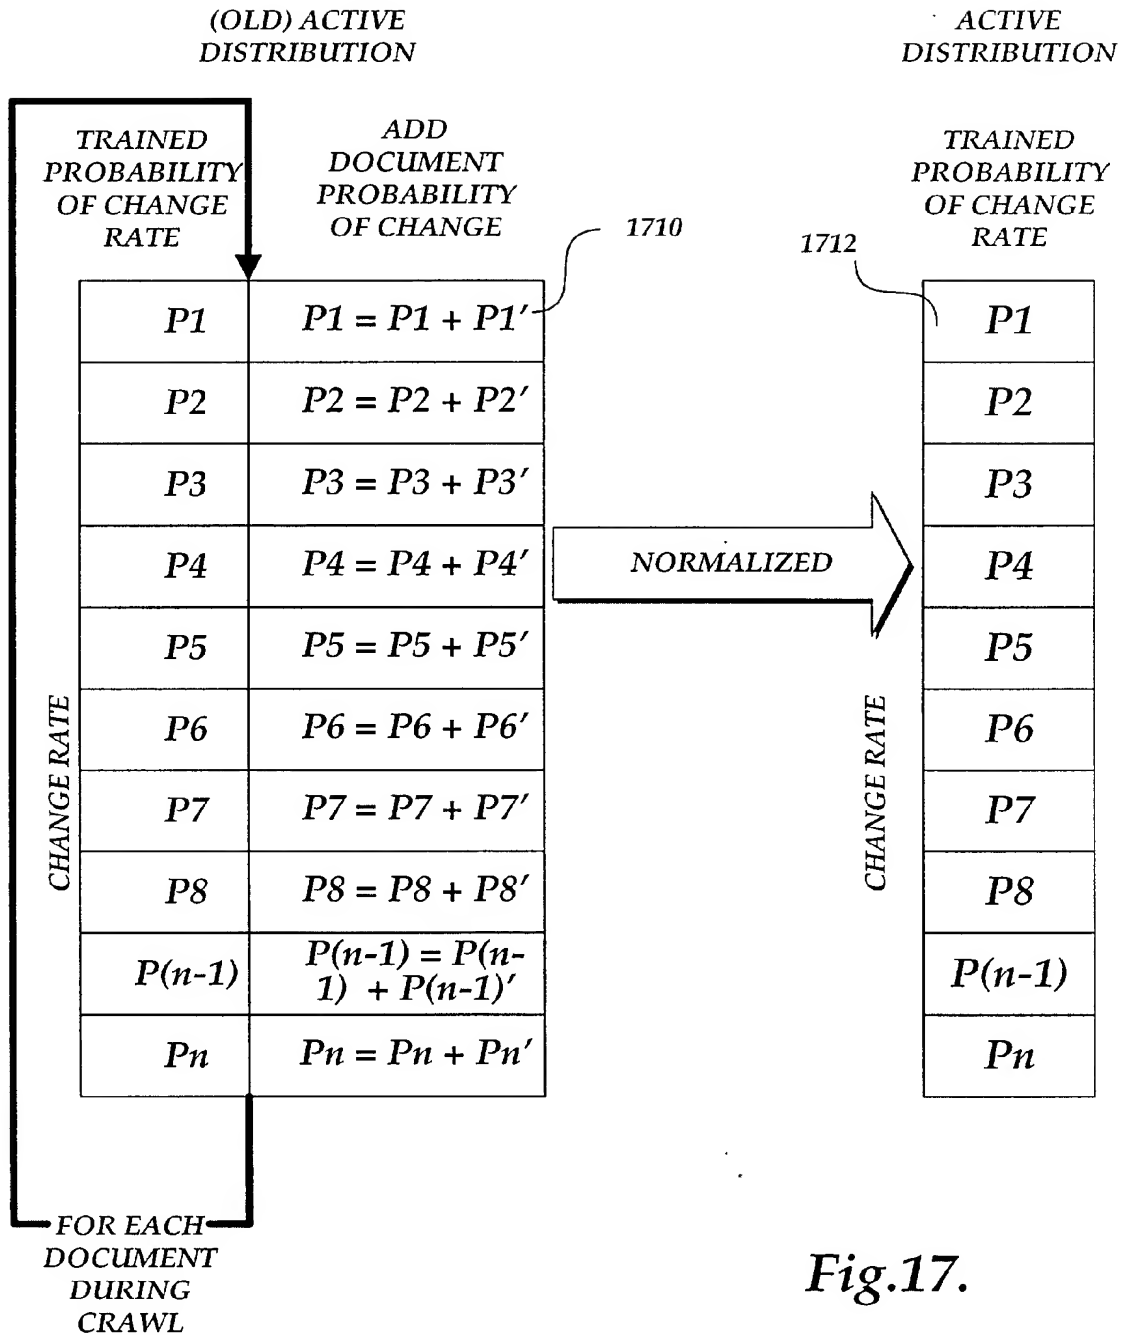 (OLD) ACTIVE
DISTRIBUTION
ACTIVE
DISTRIBUTION
TRAINED
PROBABILITY
OF CHANGE
RATE
ADD
DOCUMENT
PROBABILITY
OF CHANGE
TRAINED
PROBABILITY
OF CHANGE
RATE
1710
1712
P1
P1 = P1 + P1′
P1
P2
P2 = P2 + P2′
P2
P3
P3 = P3 + P3′
P3
P4
P4 = P4 + P4′
NORMALIZED
P4
P5
P5 = P5 + P5′
P5
P6
P6 = P6 + P6′
P6
P7
P7 = P7 + P7′
P7
P8
P8 = P8 + P8′
P8
CHANGE RATE
CHANGE RATE
P(n-1)
P(n-1) = P(n-
1) + P(n-1)′
P(n-1)
Pn
Pn = Pn + Pn′
Pn
FOR EACH
DOCUMENT
DURING
CRAWL
Fig.17.